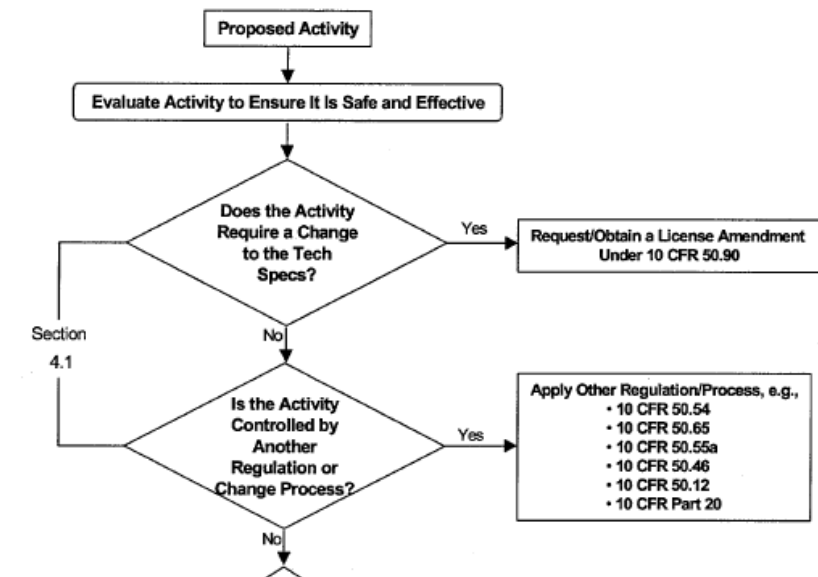 Proposed Activity
Evaluate Activity to Ensure It Is Safe and Effective
Does the Activity
Require a Change
to the Tech
Specs?
Yes
Request/Obtain a License Amendment
Under 10 CFR 50.90
Section
4.1
No
Is the Activity
Controlled by
Another
Regulation or
Change Process?
Yes
Apply Other Regulation/Process, e.g.,
• 10 CFR 50.54
• 10 CFR 50.65
• 10 CFR 50.55a
• 10 CFR 50.46
• 10 CFR 50.12
• 10 CFR Part 20
No